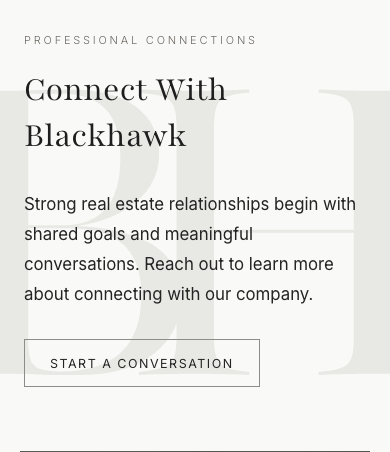 PROFESSIONAL CONNECTIONS
Connect With
Blackhawk
BH
Strong real estate relationships begin with
shared goals and meaningful
conversations. Reach out to learn more
about connecting with our company.
START A CONVERSATION